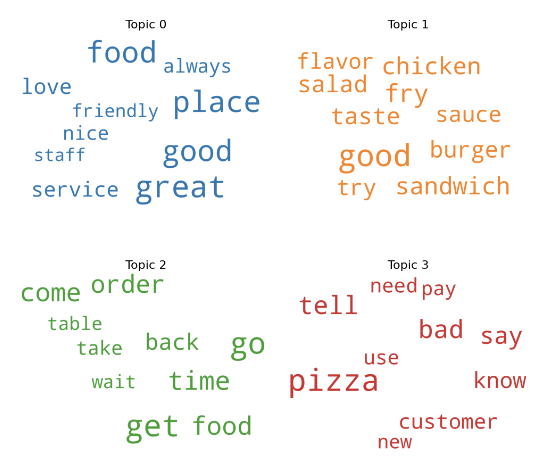 Topic 0
food
always
love
place
friendly
nice
good
staff
service
great
Topic 1
flavor
chicken
salad
fry
taste
sauce
good
burger
try
sandwich
Topic 2
come
order
table
take
back
go
wait
time
get
food
Topic 3
need
pay
tell
bad
say
use
pizza
know
customer
new